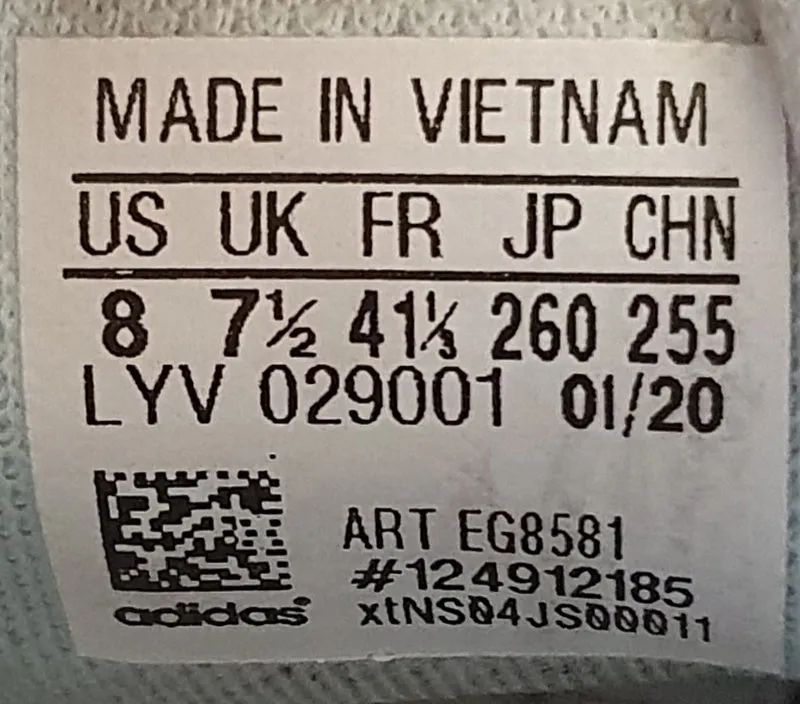 MADE IN VIETNAM
US UK FR JP CHN
8 7½ 41⅓ 260 255
LYV 029001 01/20
ART EG8581
#124912185
adidas® xtNS04JS00011